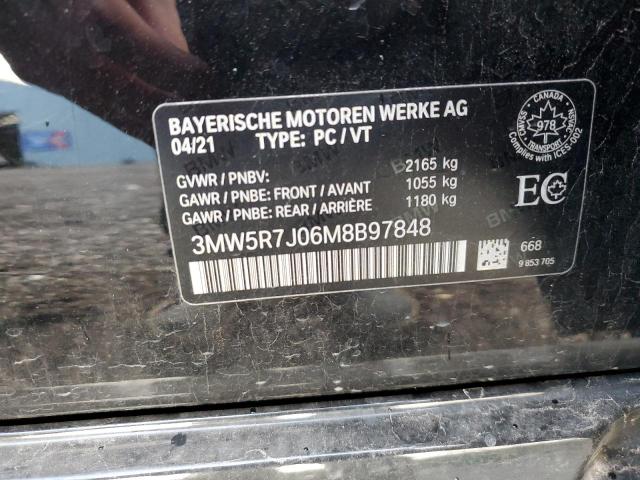 BAYERISCHE MOTOREN WERKE AG
04/21 TYPE: PC / VT
GVWR / PNBV: 2165 kg
GAWR / PNBE: FRONT / AVANT 1055 kg
GAWR / PNBE: REAR / ARRIÈRE 1180 kg
3MW5R7J06M8B97848
CANADA
978
TRANSPORT
Complies with ICES-002
EC
668
9 853 705